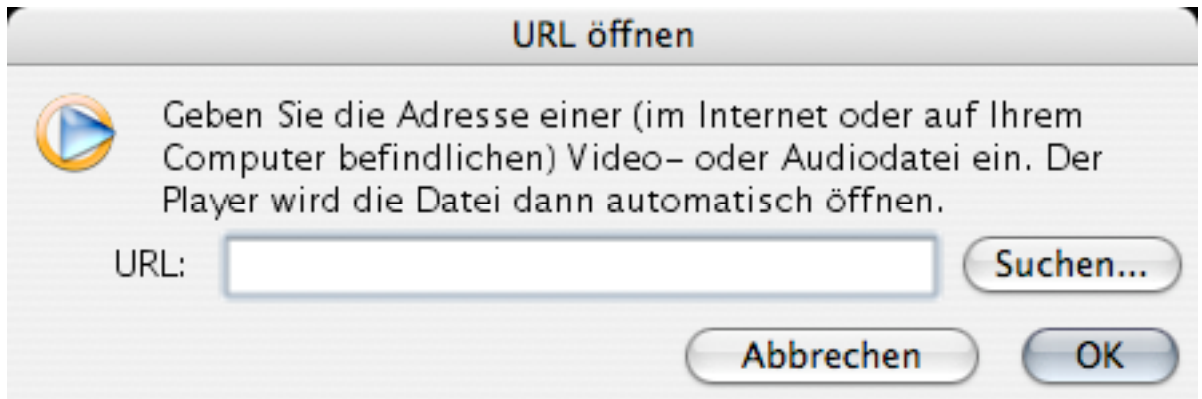 URL öffnen
Geben Sie die Adresse einer (im Internet oder auf Ihrem
Computer befindlichen) Video- oder Audiodatei ein. Der
Player wird die Datei dann automatisch öffnen.
URL:
Suchen...
Abbrechen
OK